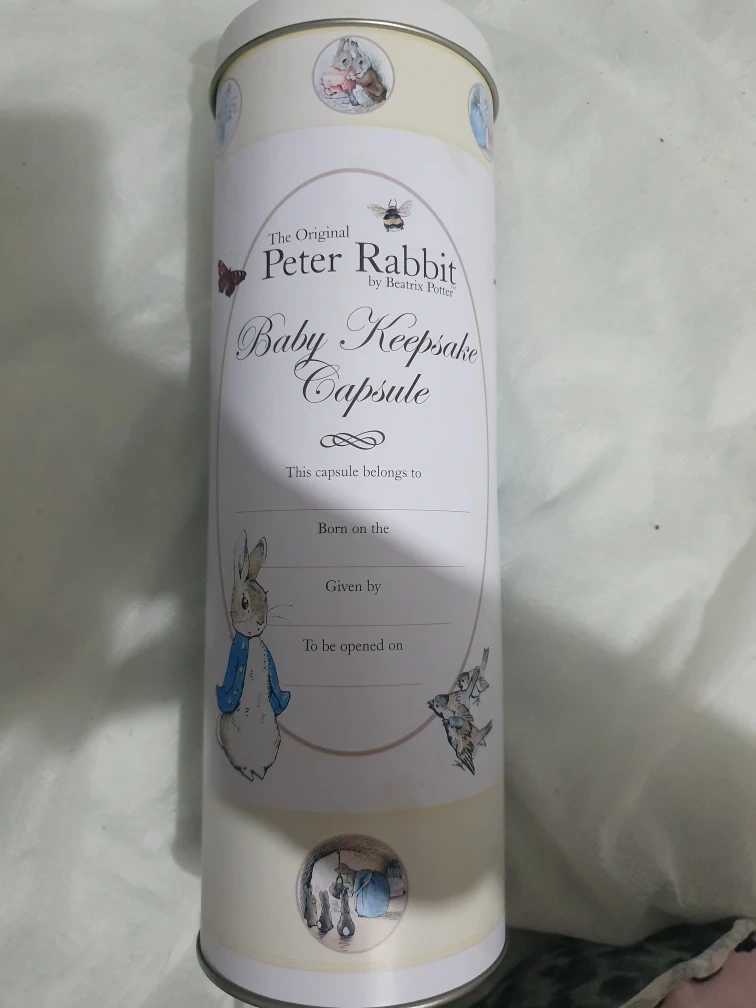 The Original
Peter Rabbit™
by Beatrix Potter
Baby Keepsake
Capsule
This capsule belongs to
Born on the
Given by
To be opened on